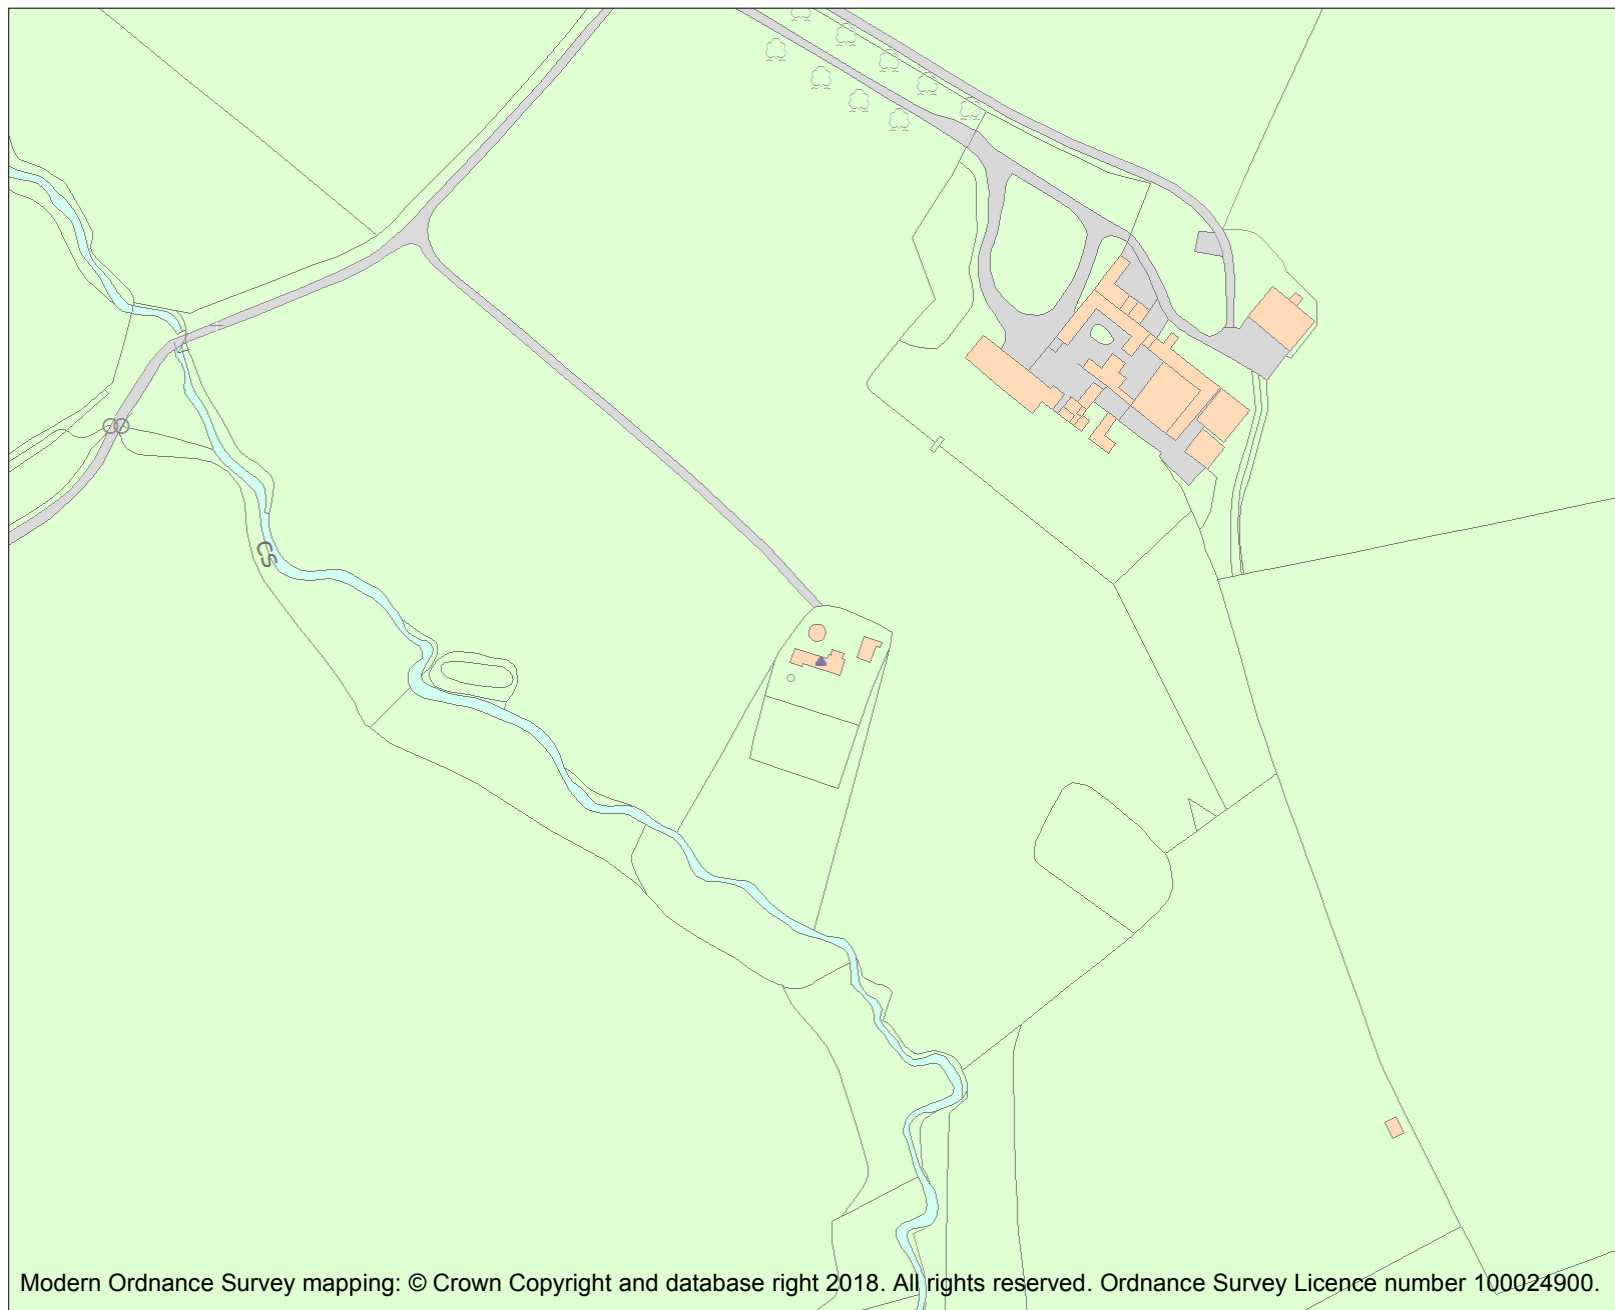 CS
Modern Ordnance Survey mapping: © Crown Copyright and database right 2018. All rights reserved. Ordnance Survey Licence number 100024900.